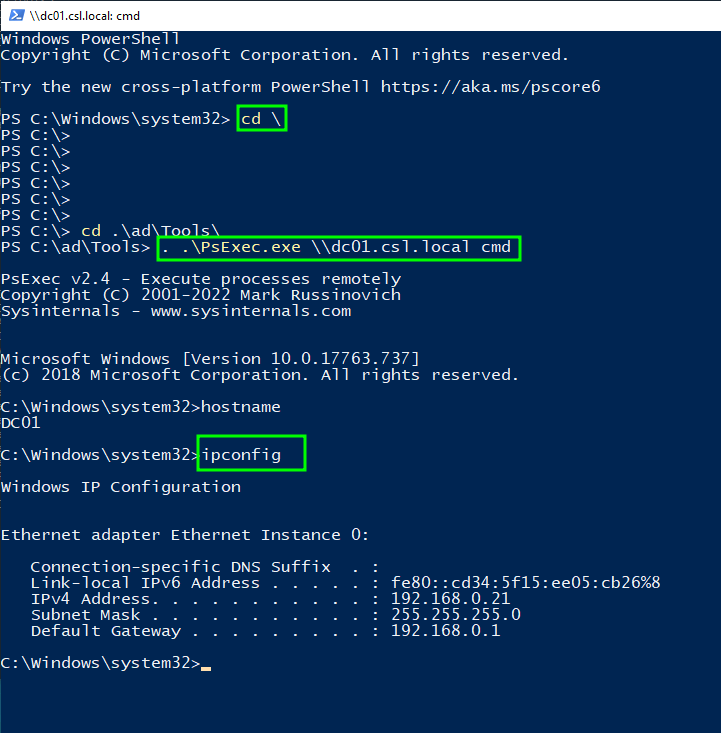 \\dc01.csl.local: cmd
Windows PowerShell
Copyright (C) Microsoft Corporation. All rights reserved.
Try the new cross-platform PowerShell https://aka.ms/pscore6
PS C:\Windows\system32> cd \
PS C:\>
PS C:\>
PS C:\>
PS C:\>
PS C:\>
PS C:\>
PS C:\> cd .\ad\Tools\
PS C:\ad\Tools> . .\PsExec.exe \\dc01.csl.local cmd
PsExec v2.4 - Execute processes remotely
Copyright (C) 2001-2022 Mark Russinovich
Sysinternals - www.sysinternals.com
Microsoft Windows [Version 10.0.17763.737]
(c) 2018 Microsoft Corporation. All rights reserved.
C:\Windows\system32>hostname
DC01
C:\Windows\system32>ipconfig
Windows IP Configuration
Ethernet adapter Ethernet Instance 0:
Connection-specific DNS Suffix  . :
Link-local IPv6 Address . . . . . : fe80::cd34:5f15:ee05:cb26%8
IPv4 Address. . . . . . . . . . . : 192.168.0.21
Subnet Mask . . . . . . . . . . . : 255.255.255.0
Default Gateway . . . . . . . . . : 192.168.0.1
C:\Windows\system32>